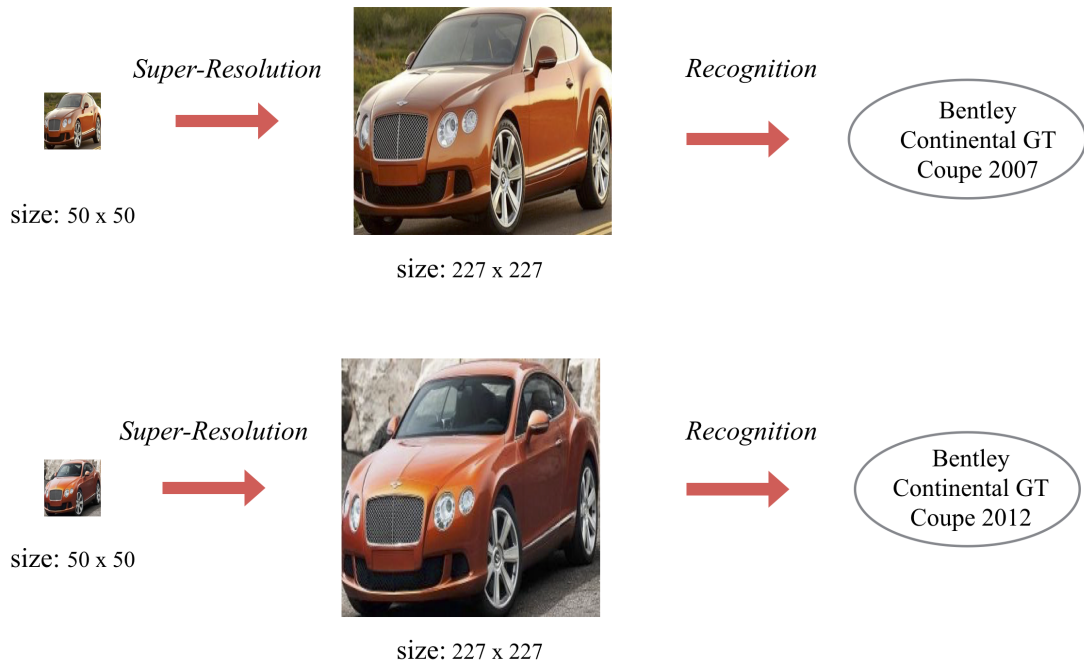 Super-Resolution
Recognition
Bentley
Continental GT
Coupe 2007
size: 50 x 50
size: 227 x 227
Super-Resolution
Recognition
Bentley
Continental GT
Coupe 2012
size: 50 x 50
size: 227 x 227